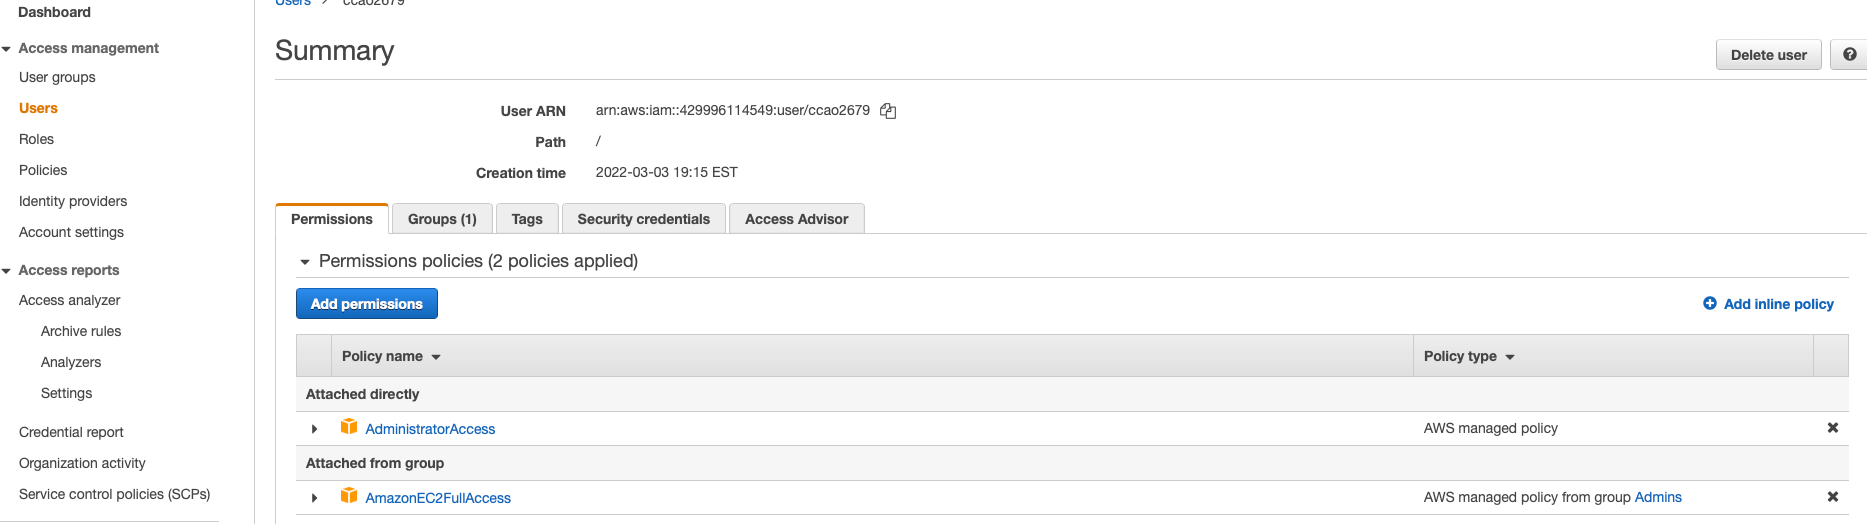 Dashboard
Access management
User groups
Users
Roles
Policies
Identity providers
Account settings
Access reports
Access analyzer
Archive rules
Analyzers
Settings
Credential report
Organization activity
Service control policies (SCPs)
Users > ccao2679
Summary
Delete user
?
User ARN arn:aws:iam::429996114549:user/ccao2679
Path /
Creation time 2022-03-03 19:15 EST
Permissions Groups (1) Tags Security credentials Access Advisor
Permissions policies (2 policies applied)
Add permissions
Add inline policy
Policy name Policy type
Attached directly
AdministratorAccess AWS managed policy
Attached from group
AmazonEC2FullAccess AWS managed policy from group Admins